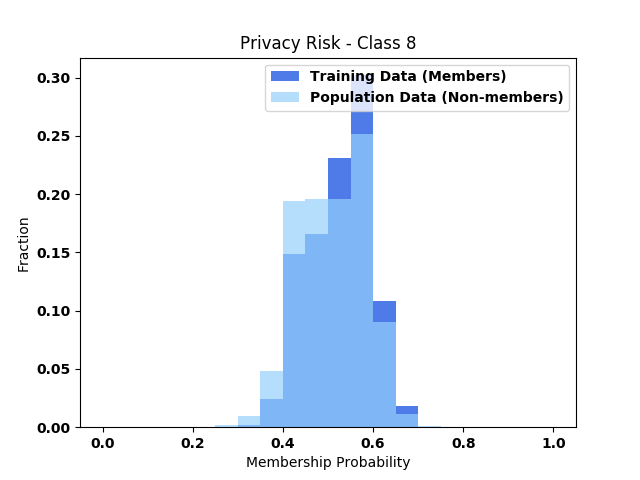 Privacy Risk - Class 8
Training Data (Members)
Population Data (Non-members)
Fraction
0.30
0.25
0.20
0.15
0.10
0.05
0.00
0.0 0.2 0.4 0.6 0.8 1.0
Membership Probability